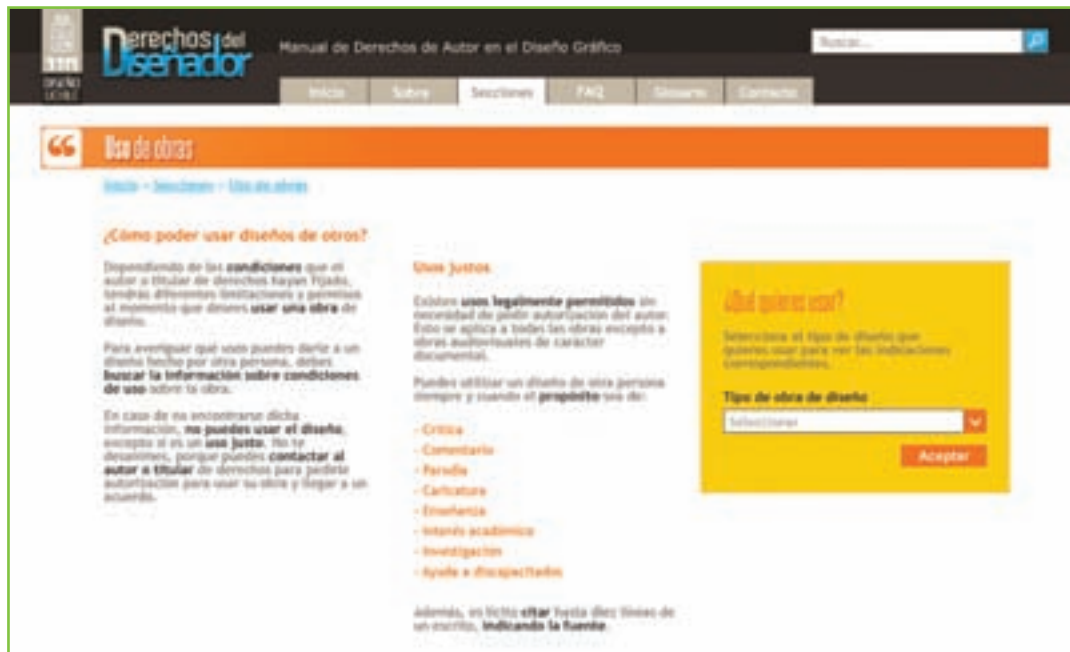 Derechos del
Diseñador
Manual de Derechos de Autor en el Diseño Gráfico
Buscar...
Inicio Sobre Secciones FAQ Glosario Contacto
DISEÑO
UCHILE
Uso de obras
Inicio > Secciones > Uso de obras
¿Cómo poder usar diseños de otros?
Dependiendo de las condiciones que el
autor o titular de derechos hayan fijado,
tendrás diferentes limitaciones y permisos
al momento que desees usar una obra de
diseño.
Para averiguar qué usos puedes darle a un
diseño hecho por otra persona, debes
buscar la información sobre condiciones
de uso sobre la obra.
En caso de no encontrarse dicha
información, no puedes usar el diseño,
excepto si es un uso justo. No te
desanimes, porque puedes contactar al
autor o titular de derechos para pedirle
autorización para usar su obra y llegar a un
acuerdo.
Usos justos
Existen usos legalmente permitidos sin
necesidad de pedir autorización del autor.
Esto se aplica a todas las obras excepto a
obras audiovisuales de carácter
documental.
Puedes utilizar un diseño de otra persona
siempre y cuando el propósito sea de:
- Crítica
- Comentario
- Parodia
- Caricatura
- Enseñanza
- Interés académico
- Investigación
- Ayuda a discapacitados
Además, es lícito citar hasta diez líneas de
un escrito, indicando la fuente.
¿Qué quieres usar?
Selecciona el tipo de diseño que
quieres usar para ver las indicaciones
correspondientes.
Tipo de obra de diseño
Seleccionar
Aceptar